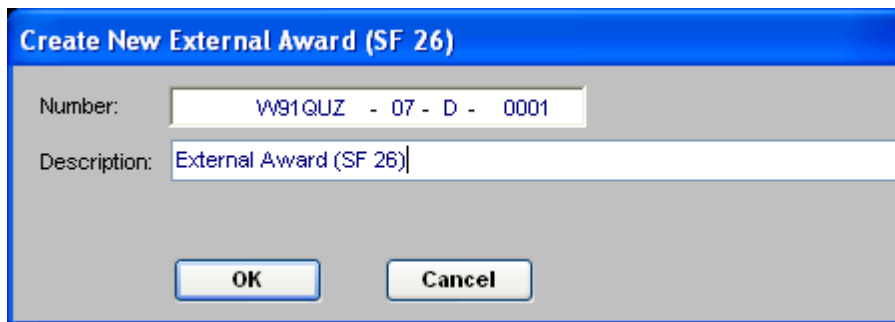 Create New External Award (SF 26)
Number: W91QUZ - 07 - D - 0001
Description: External Award (SF 26)
OK Cancel